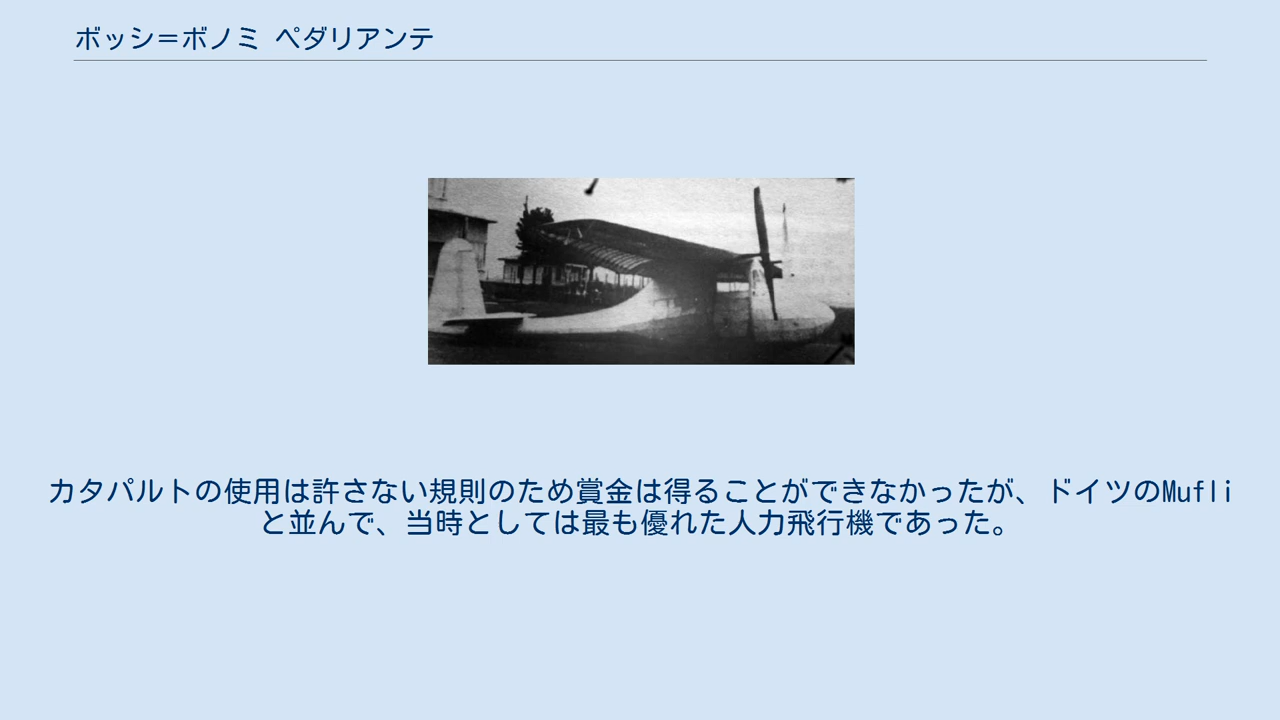 ボッシ＝ボノミ ペダリアンテ
カタパルトの使用は許さない規則のため賞金は得ることができなかったが、ドイツのMufli
と並んで、当時としては最も優れた人力飛行機であった。